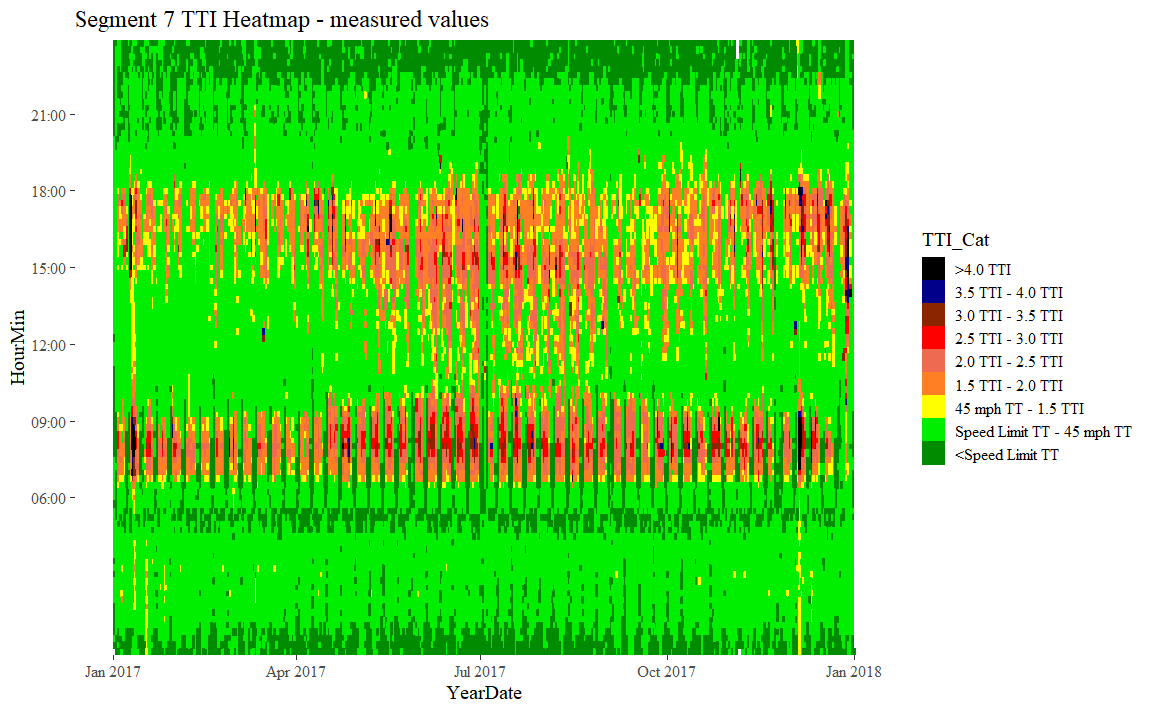 Segment 7 TTI Heatmap - measured values
21:00
18:00
15:00
12:00
09:00
06:00
HourMin
Jan 2017
Apr 2017
Jul 2017
Oct 2017
Jan 2018
YearDate
TTI_Cat
>4.0 TTI
3.5 TTI - 4.0 TTI
3.0 TTI - 3.5 TTI
2.5 TTI - 3.0 TTI
2.0 TTI - 2.5 TTI
1.5 TTI - 2.0 TTI
45 mph TT - 1.5 TTI
Speed Limit TT - 45 mph TT
<Speed Limit TT